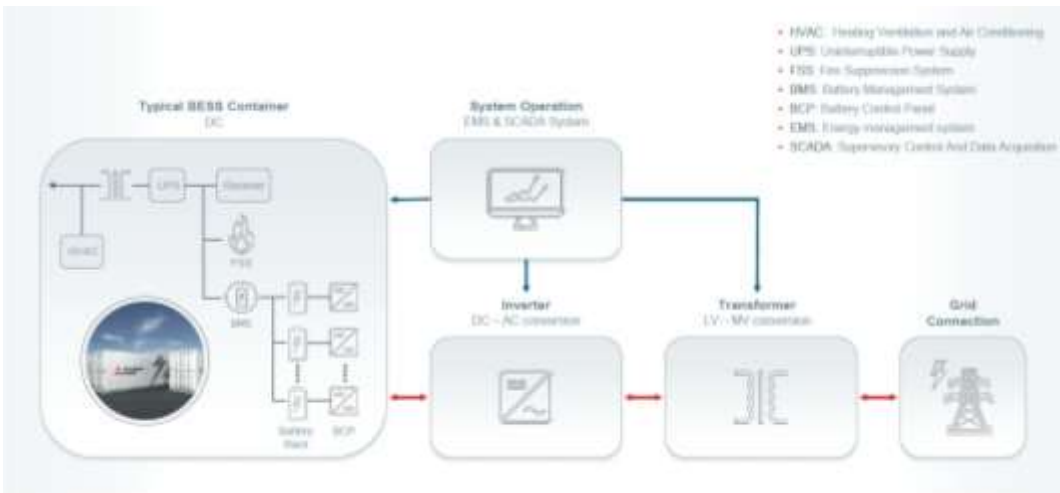 HVAC: Heating Ventilation and Air Conditioning
UPS: Uninterruptible Power Supply
FSS: Fire Suppression System
BMS: Battery Management System
BCP: Battery Control Panel
EMS: Energy management system
SCADA: Supervisory Control And Data Acquisition
Typical BESS Container
DC
System Operation
EMS & SCADA System
UPS
HVAC
FSS
BMS
Battery
Rack
BCP
Inverter
DC - AC conversion
Transformer
LV - MV conversion
Grid
Connection